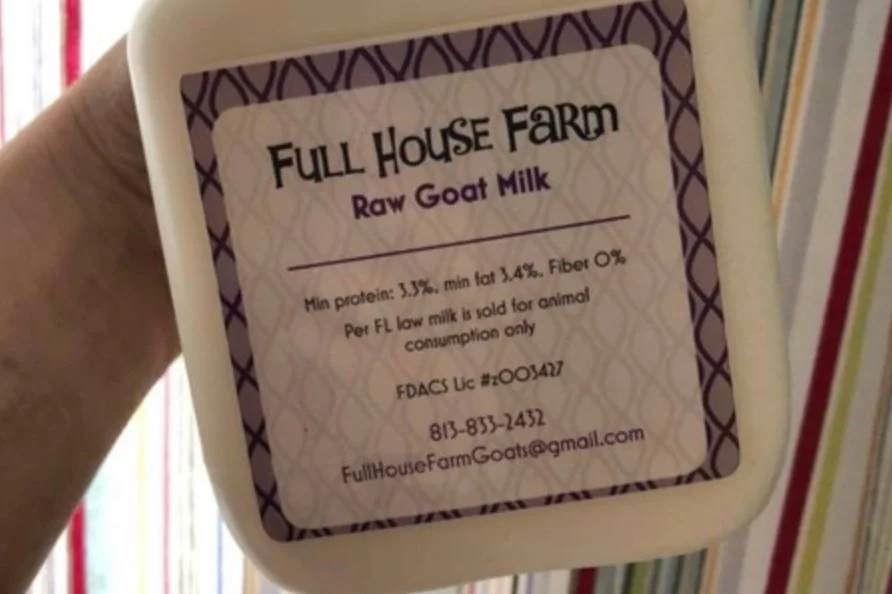 Full House Farm
Raw Goat Milk
Min protein: 3.3%, min fat 3.4%, Fiber 0%
Per FL law milk is sold for animal
consumption only
FDACS Lic #z003427
813-833-2432
FullHouseFarmGoats@gmail.com